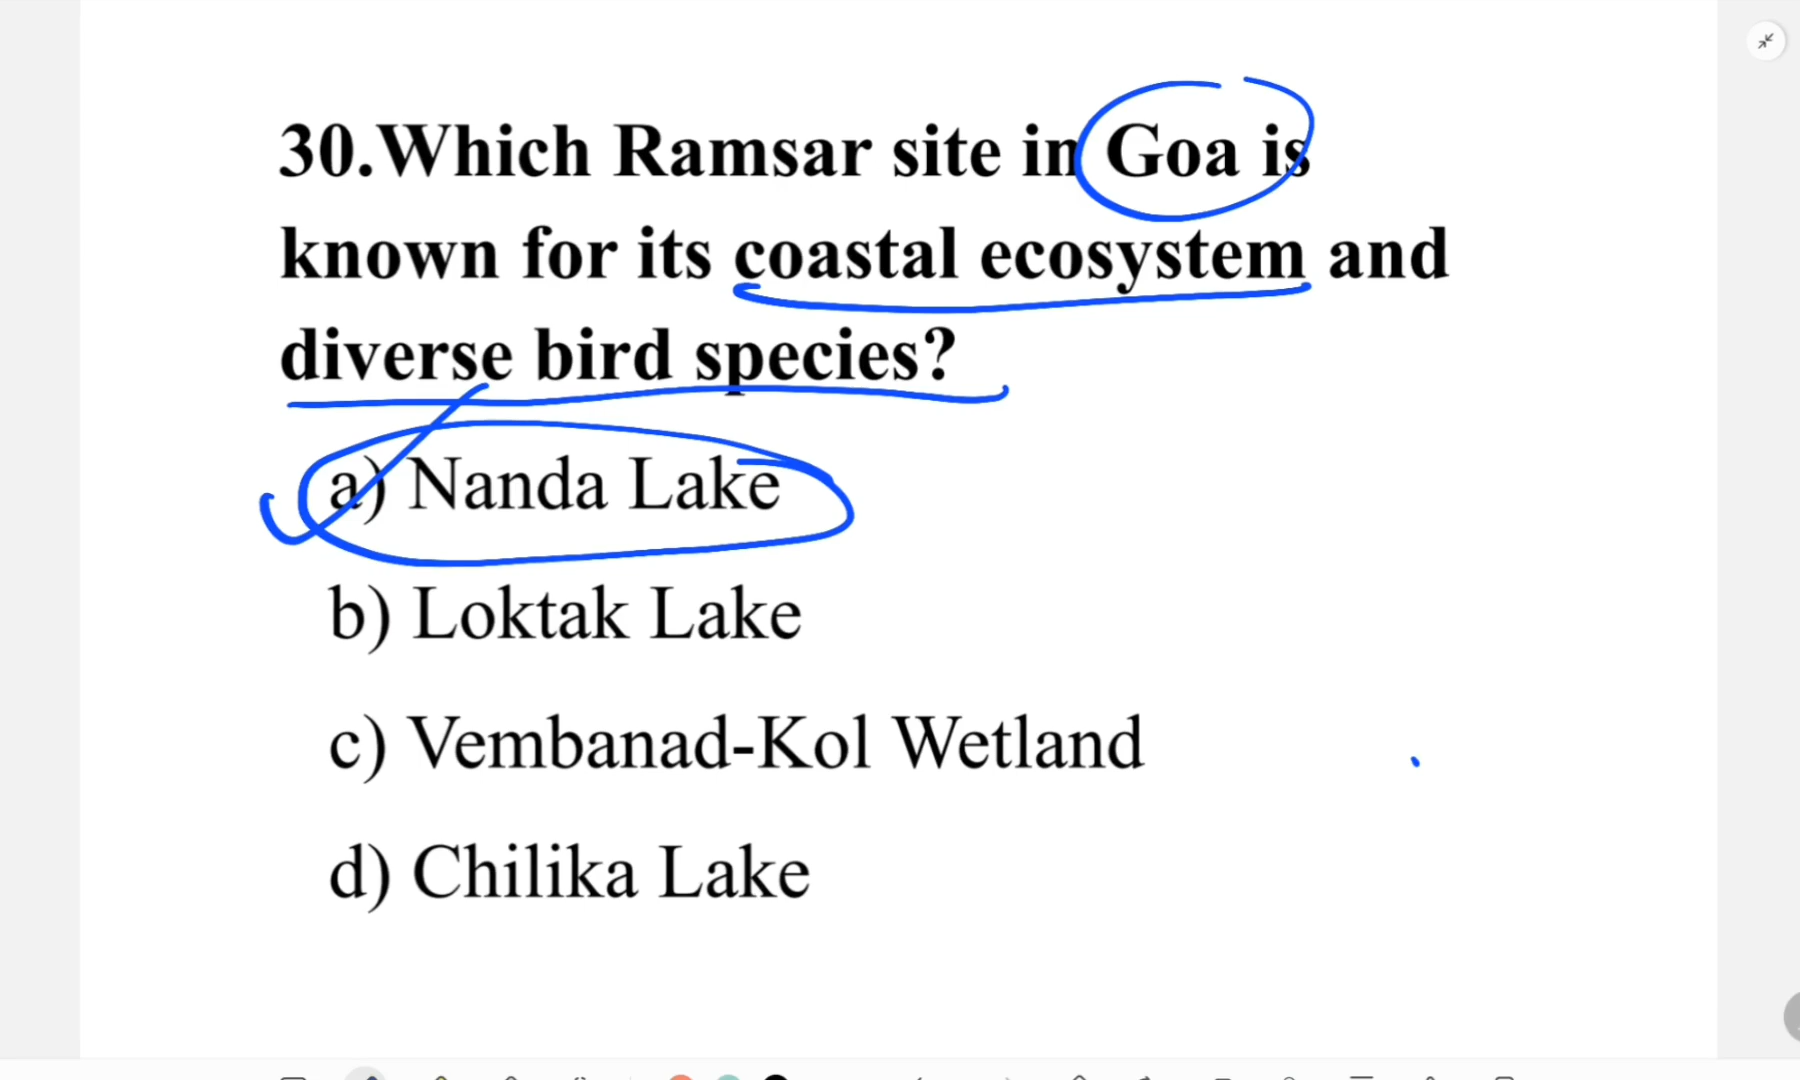 30.Which Ramsar site in Goa is
known for its coastal ecosystem and
diverse bird species?
a) Nanda Lake
b) Loktak Lake
c) Vembanad-Kol Wetland
d) Chilika Lake